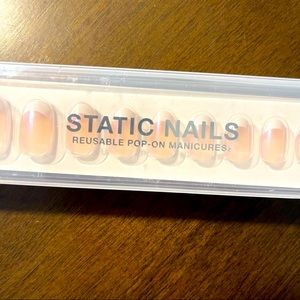 STATIC NAILS
REUSABLE POP-ON MANICURES